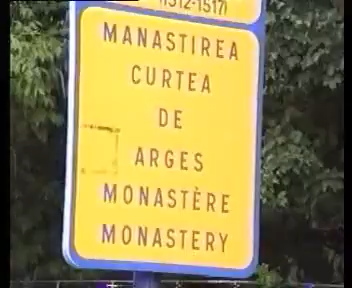 (1512-1517)
MANASTIREA
CURTEA
DE
ARGES
MONASTÈRE
MONASTERY